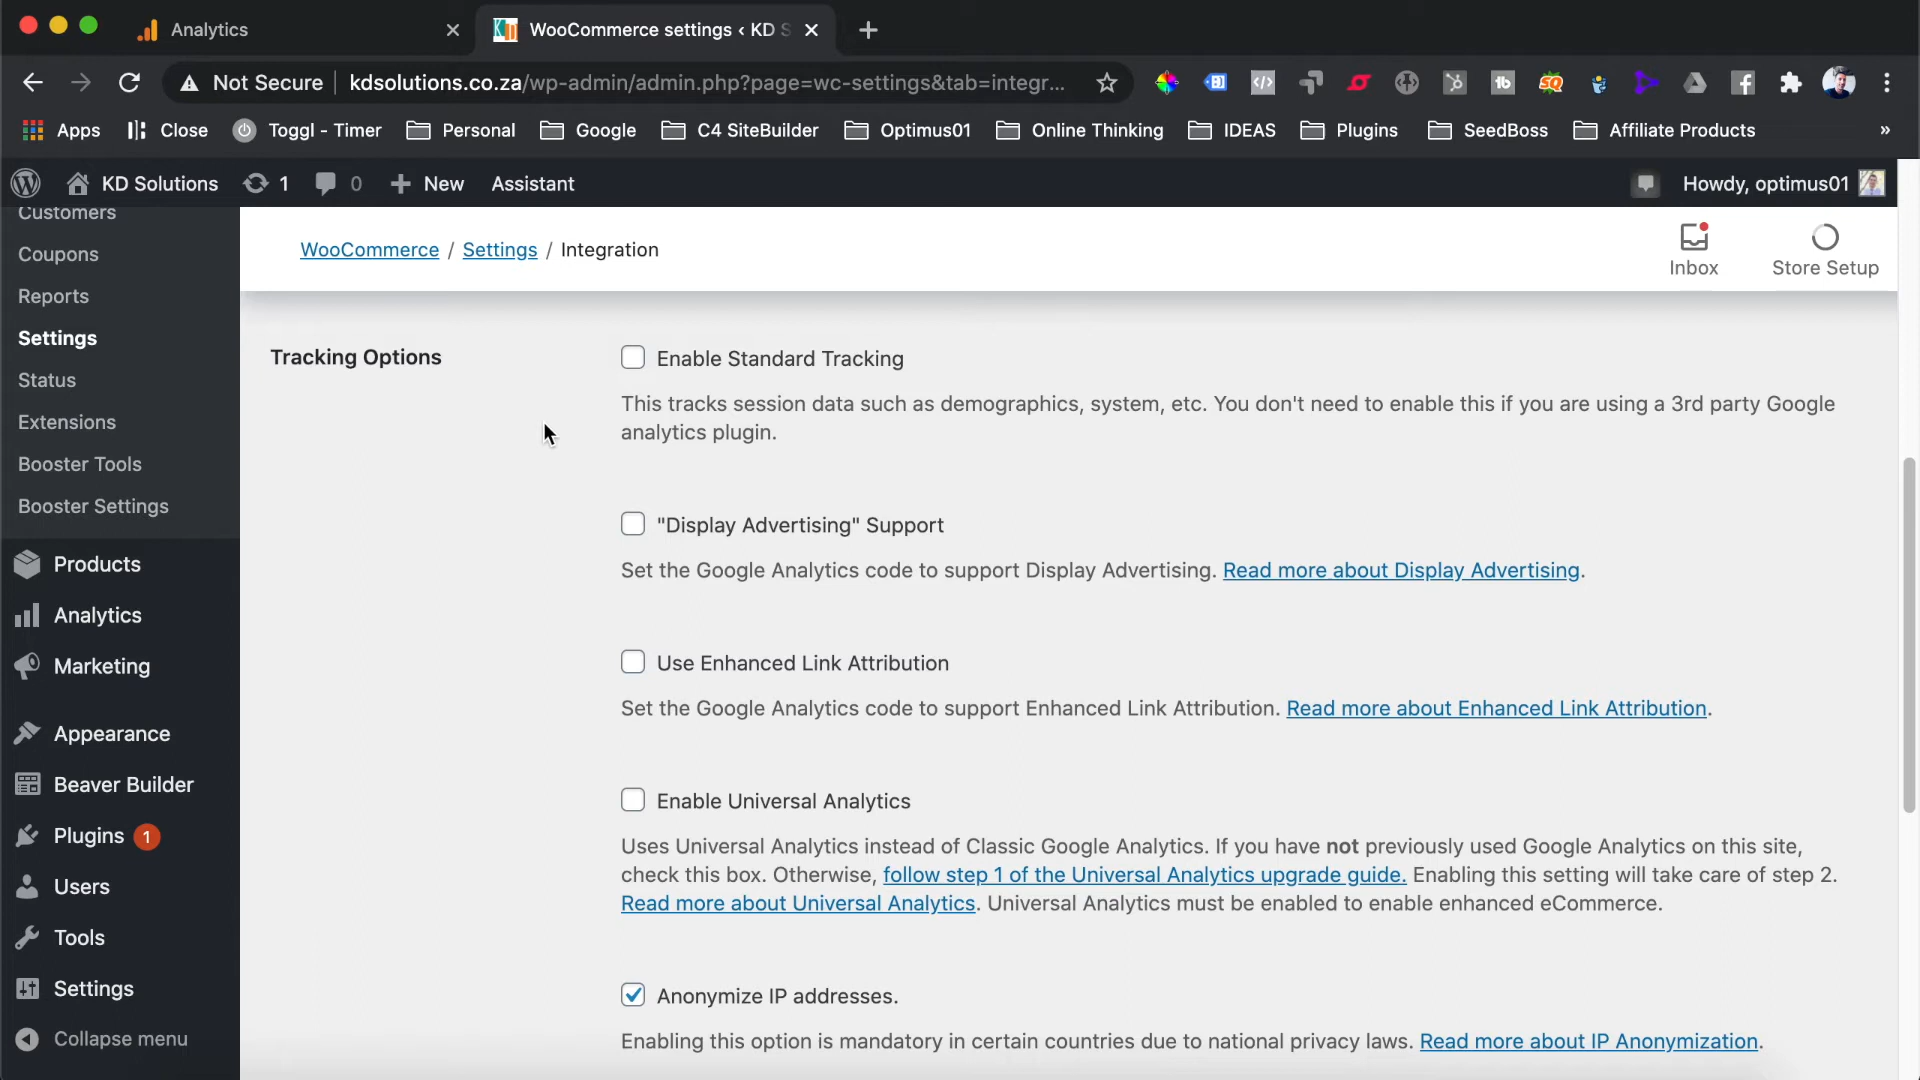 Analytics
WooCommerce settings ‹ KD S
Not Secure
kdsolutions.co.za/wp-admin/admin.php?page=wc-settings&tab=integr...
Apps
Close
Toggl - Timer
Personal
Google
C4 SiteBuilder
Optimus01
Online Thinking
IDEAS
Plugins
SeedBoss
Affiliate Products
»
KD Solutions
1
0
New
Assistant
Howdy, optimus01
Customers
Coupons
Reports
Settings
Status
Extensions
Booster Tools
Booster Settings
Products
Analytics
Marketing
Appearance
Beaver Builder
Plugins 1
Users
Tools
Settings
Collapse menu
WooCommerce / Settings / Integration
Inbox
Store Setup
Tracking Options
Enable Standard Tracking
This tracks session data such as demographics, system, etc. You don't need to enable this if you are using a 3rd party Google
analytics plugin.
"Display Advertising" Support
Set the Google Analytics code to support Display Advertising. Read more about Display Advertising.
Use Enhanced Link Attribution
Set the Google Analytics code to support Enhanced Link Attribution. Read more about Enhanced Link Attribution.
Enable Universal Analytics
Uses Universal Analytics instead of Classic Google Analytics. If you have not previously used Google Analytics on this site,
check this box. Otherwise, follow step 1 of the Universal Analytics upgrade guide. Enabling this setting will take care of step 2.
Read more about Universal Analytics. Universal Analytics must be enabled to enable enhanced eCommerce.
Anonymize IP addresses.
Enabling this option is mandatory in certain countries due to national privacy laws. Read more about IP Anonymization.